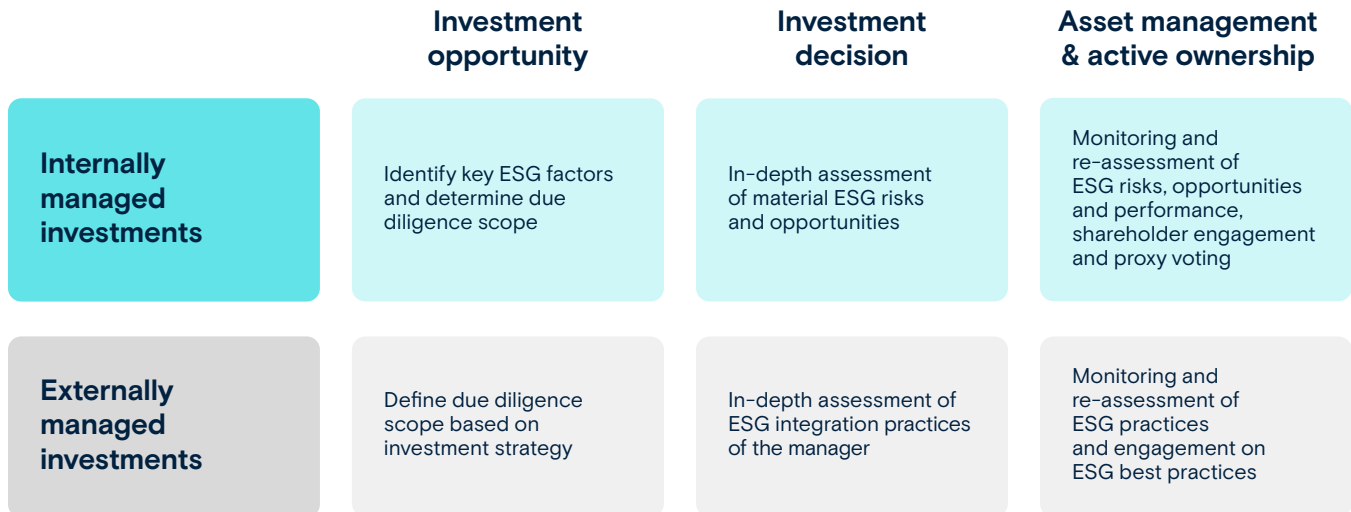 Investment
opportunity
Investment
decision
Asset management
& active ownership
Internally
managed
investments
Identify key ESG factors
and determine due
diligence scope
In-depth assessment
of material ESG risks
and opportunities
Monitoring and
re-assessment of
ESG risks, opportunities
and performance,
shareholder engagement
and proxy voting
Externally
managed
investments
Define due diligence
scope based on
investment strategy
In-depth assessment of
ESG integration practices
of the manager
Monitoring and
re-assessment of
ESG practices
and engagement on
ESG best practices